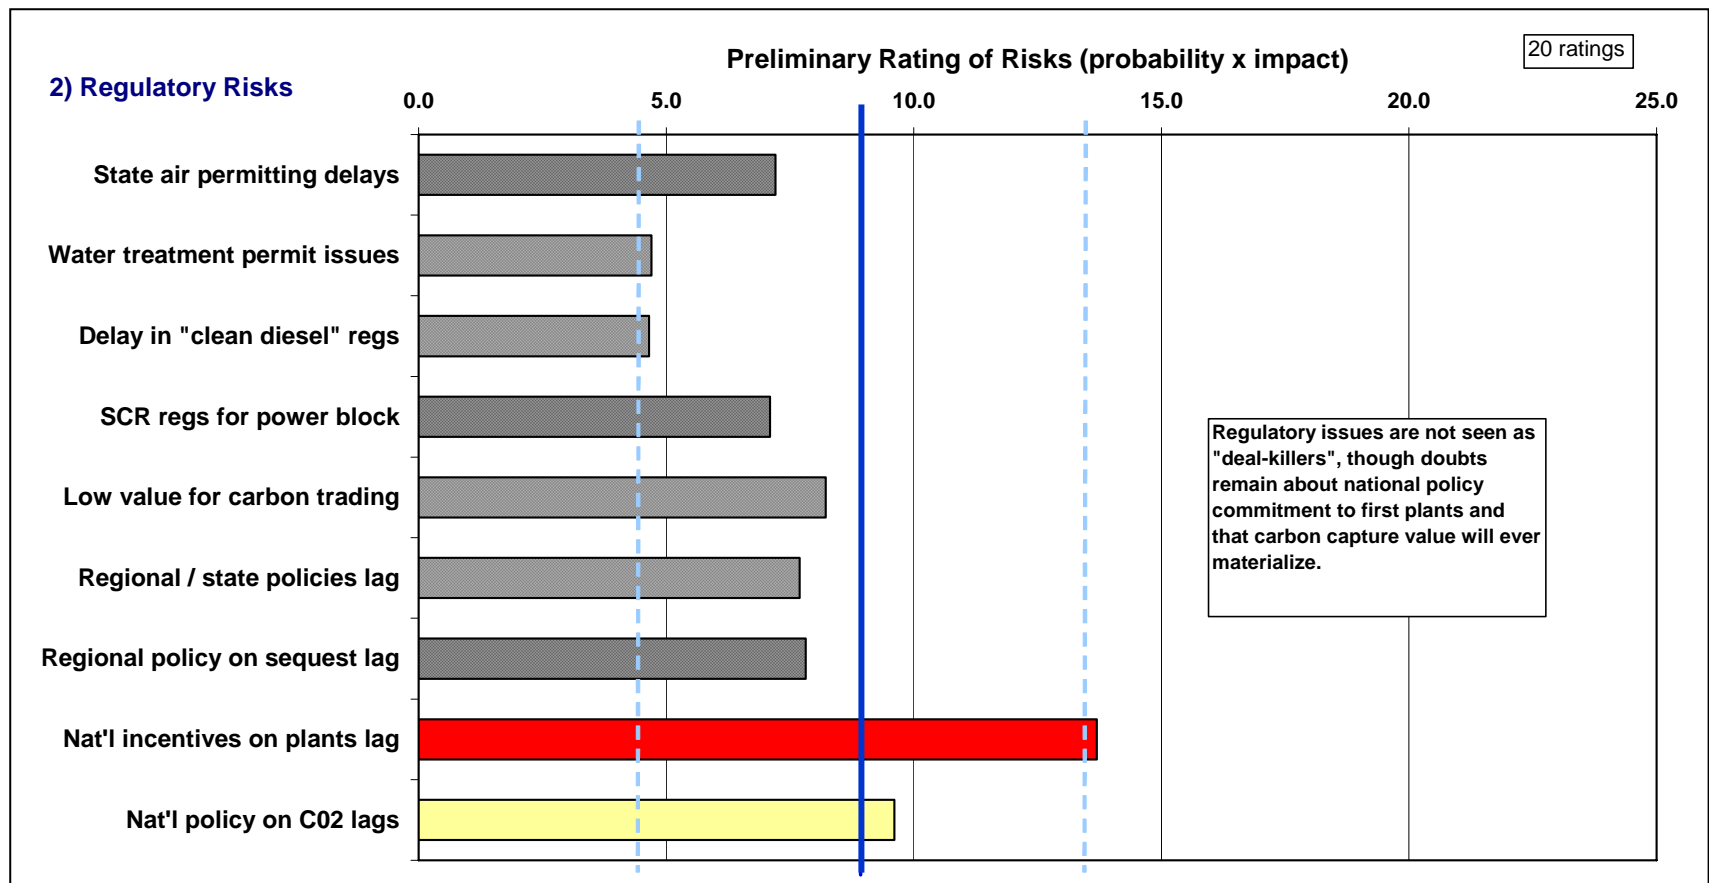 Preliminary Rating of Risks (probability x impact)
20 ratings
2) Regulatory Risks
0.0 5.0 10.0 15.0 20.0 25.0
State air permitting delays
Water treatment permit issues
Delay in "clean diesel" regs
SCR regs for power block
Low value for carbon trading
Regional / state policies lag
Regional policy on sequest lag
Nat'l incentives on plants lag
Nat'l policy on C02 lags
Regulatory issues are not seen as
"deal-killers", though doubts
remain about national policy
commitment to first plants and
that carbon capture value will ever
materialize.